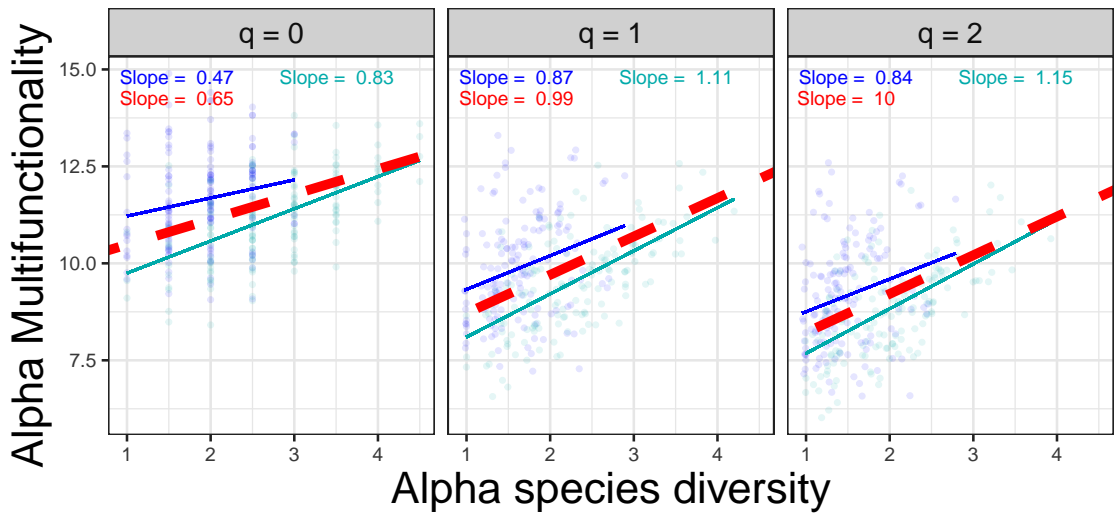 q = 0
q = 1
q = 2
Alpha Multifunctionality
15.0
12.5
10.0
7.5
Slope = 0.47
Slope = 0.83
Slope = 0.65
Slope = 0.87
Slope = 1.11
Slope = 0.99
Slope = 0.84
Slope = 1.15
Slope = 10
1 2 3 4
1 2 3 4
1 2 3 4
Alpha species diversity